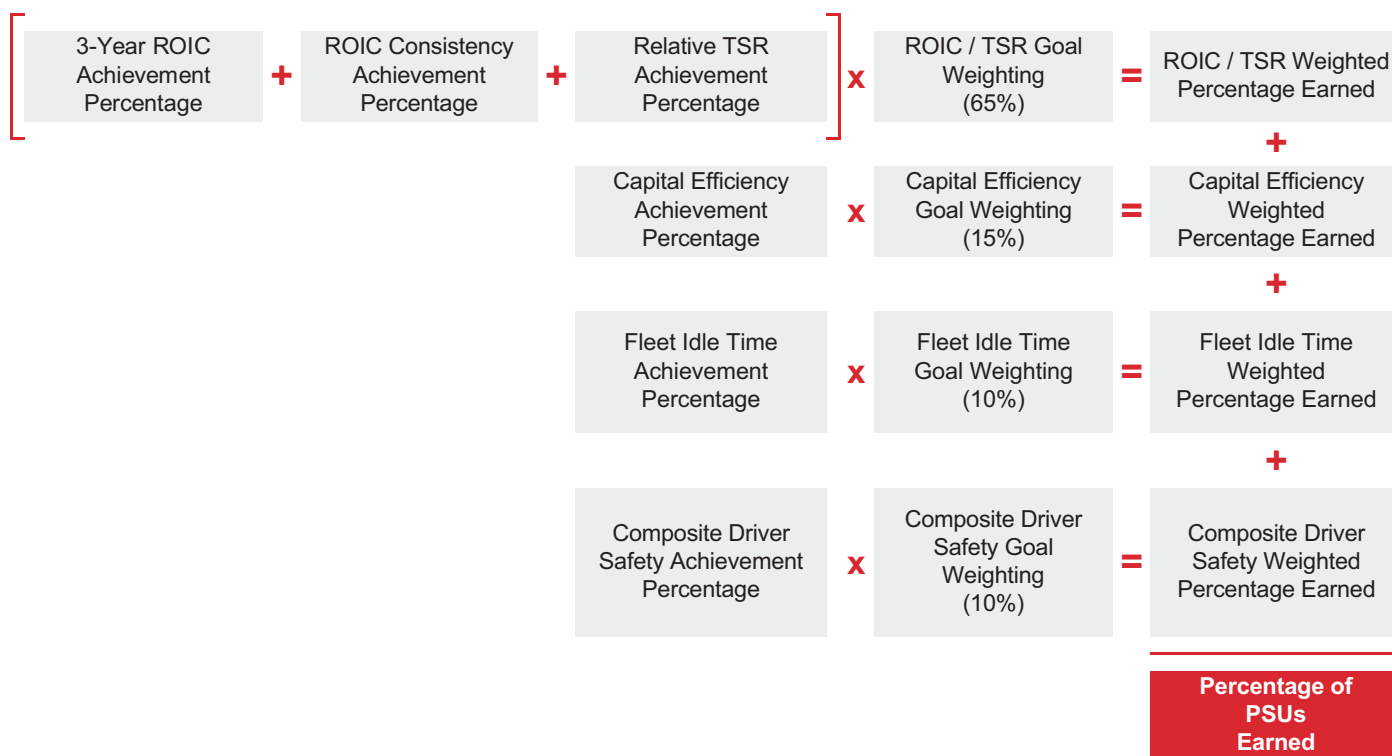 3-Year ROIC
Achievement
Percentage
+
ROIC Consistency
Achievement
Percentage
+
Relative TSR
Achievement
Percentage
x
ROIC / TSR Goal
Weighting
(65%)
=
ROIC / TSR Weighted
Percentage Earned
+
Capital Efficiency
Achievement
Percentage
x
Capital Efficiency
Goal Weighting
(15%)
=
Capital Efficiency
Weighted
Percentage Earned
+
Fleet Idle Time
Achievement
Percentage
x
Fleet Idle Time
Goal Weighting
(10%)
=
Fleet Idle Time
Weighted
Percentage Earned
+
Composite Driver
Safety Achievement
Percentage
x
Composite Driver
Safety Goal
Weighting
(10%)
=
Composite Driver
Safety Weighted
Percentage Earned
Percentage of
PSUs
Earned